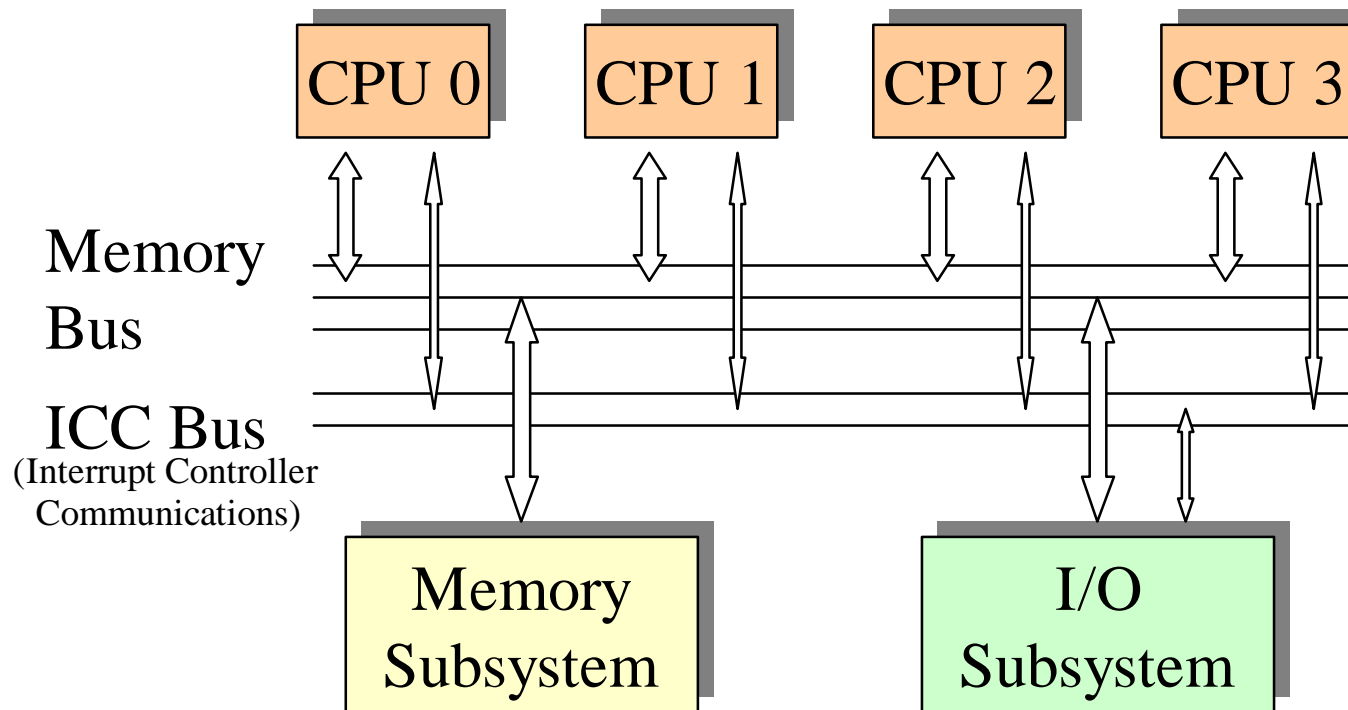 CPU 0
CPU 1
CPU 2
CPU 3
Memory
Bus
ICC Bus
(Interrupt Controller
Communications)
Memory
Subsystem
I/O
Subsystem